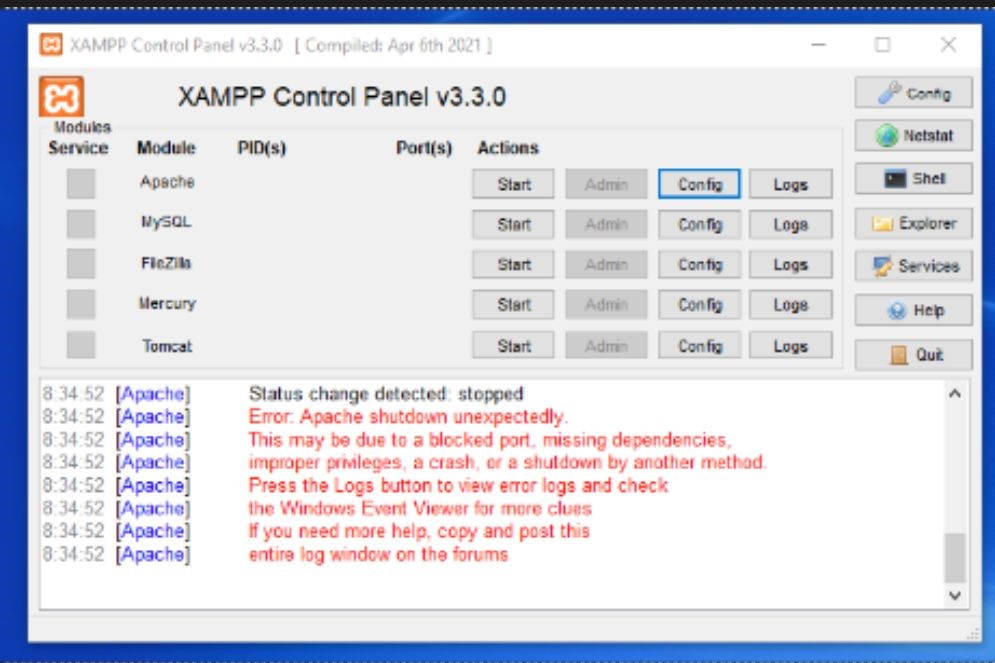 XAMPP Control Panel v3.3.0 [ Compiled: Apr 6th 2021 ]
XAMPP Control Panel v3.3.0
Config
Modules
Service Module PID(s) Port(s) Actions
Netstat
Apache Start Admin Config Logs
Shell
MySQL Start Admin Config Logs
Explorer
FileZilla Start Admin Config Logs
Services
Mercury Start Admin Config Logs
Help
Tomcat Start Admin Config Logs
Quit
8:34:52 [Apache] Status change detected: stopped
8:34:52 [Apache] Error: Apache shutdown unexpectedly.
8:34:52 [Apache] This may be due to a blocked port, missing dependencies,
8:34:52 [Apache] improper privileges, a crash, or a shutdown by another method.
8:34:52 [Apache] Press the Logs button to view error logs and check
8:34:52 [Apache] the Windows Event Viewer for more clues
8:34:52 [Apache] If you need more help, copy and post this
8:34:52 [Apache] entire log window on the forums